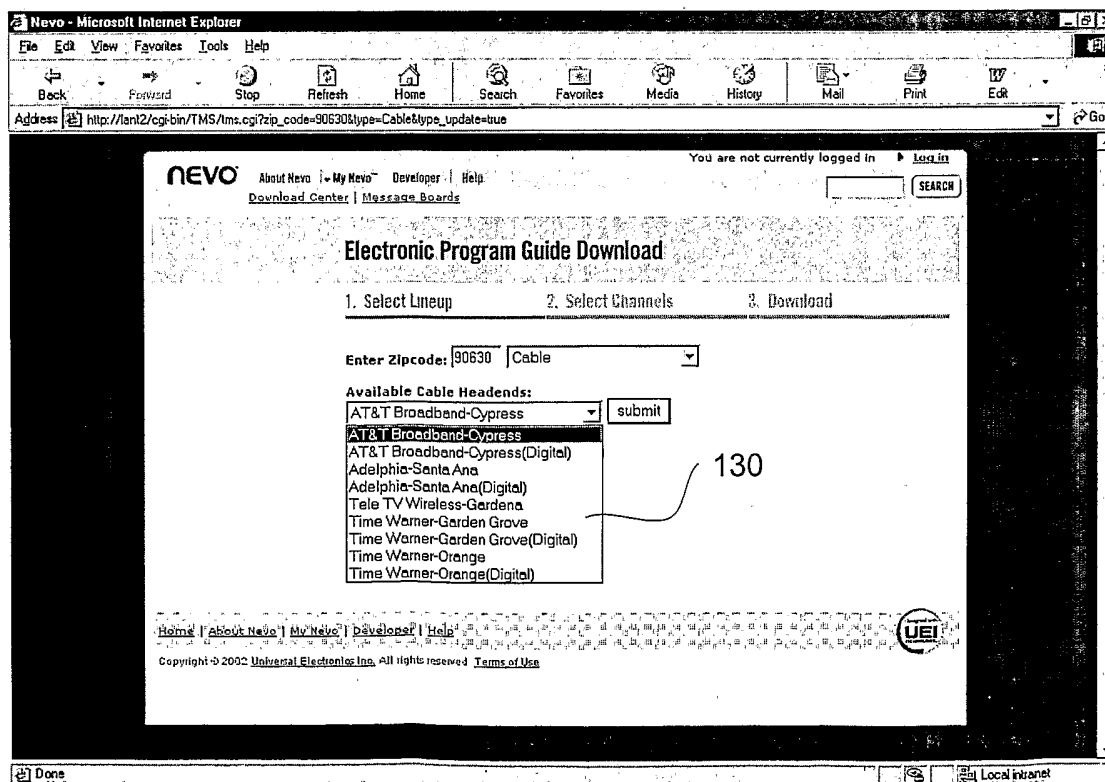 Nevo - Microsoft Internet Explorer
File Edit View Favorites Tools Help
Back Forward Stop Refresh Home Search Favorites Media History Mail Print Edit
Address http://lant2/cgi-bin/TMS/tms.cgi?zip_code=90630&type=Cable&type_update=true Go
You are not currently logged in Log in
NEVO About Nevo My Nevo™ Developer | Help
SEARCH
Download Center | Message Boards
Electronic Program Guide Download
1. Select Lineup 2. Select Channels 3. Download
Enter Zipcode: 90630 Cable
Available Cable Headends:
AT&T Broadband-Cypress submit
AT&T Broadband-Cypress
AT&T Broadband-Cypress(Digital)
Adelphia-Santa Ana
Adelphia-Santa Ana(Digital)
Tele TV Wireless-Gardena
Time Warner-Garden Grove
Time Warner-Garden Grove(Digital)
Time Warner-Orange
Time Warner-Orange(Digital)
130
Home | About Nevo | My Nevo | Developer | Help
UEI
Copyright © 2002 Universal Electronics Inc. All rights reserved Terms of Use
Done Local intranet